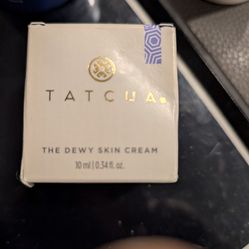 TATCHA.
THE DEWY SKIN CREAM
10 ml | 0.34 fl. oz.